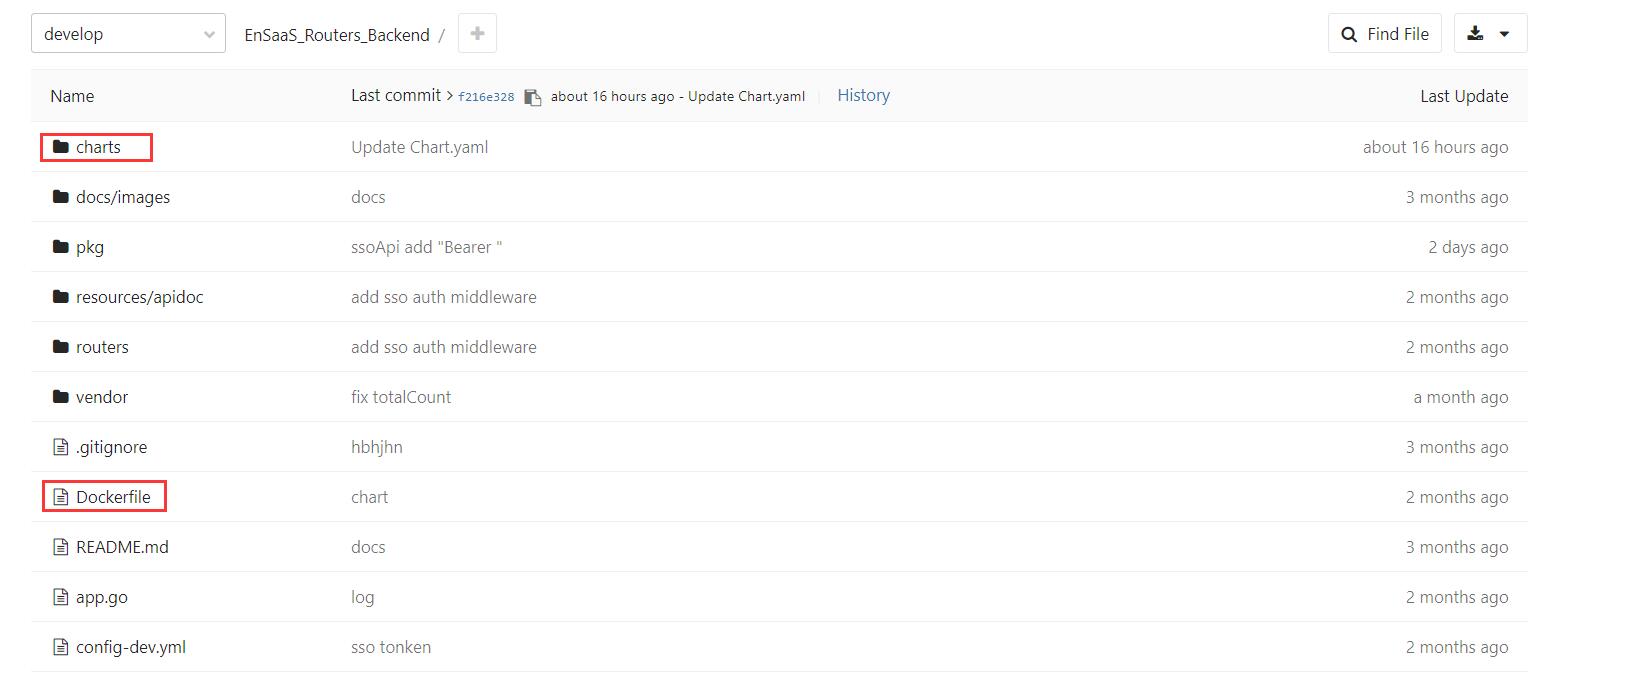 develop EnSaaS_Routers_Backend / + Find File
Name Last commit > f216e328 about 16 hours ago - Update Chart.yaml History Last Update
charts Update Chart.yaml about 16 hours ago
docs/images docs 3 months ago
pkg ssoApi add "Bearer " 2 days ago
resources/apidoc add sso auth middleware 2 months ago
routers add sso auth middleware 2 months ago
vendor fix totalCount a month ago
.gitignore hbhjhn 3 months ago
Dockerfile chart 2 months ago
README.md docs 3 months ago
app.go log 2 months ago
config-dev.yml sso tonken 2 months ago